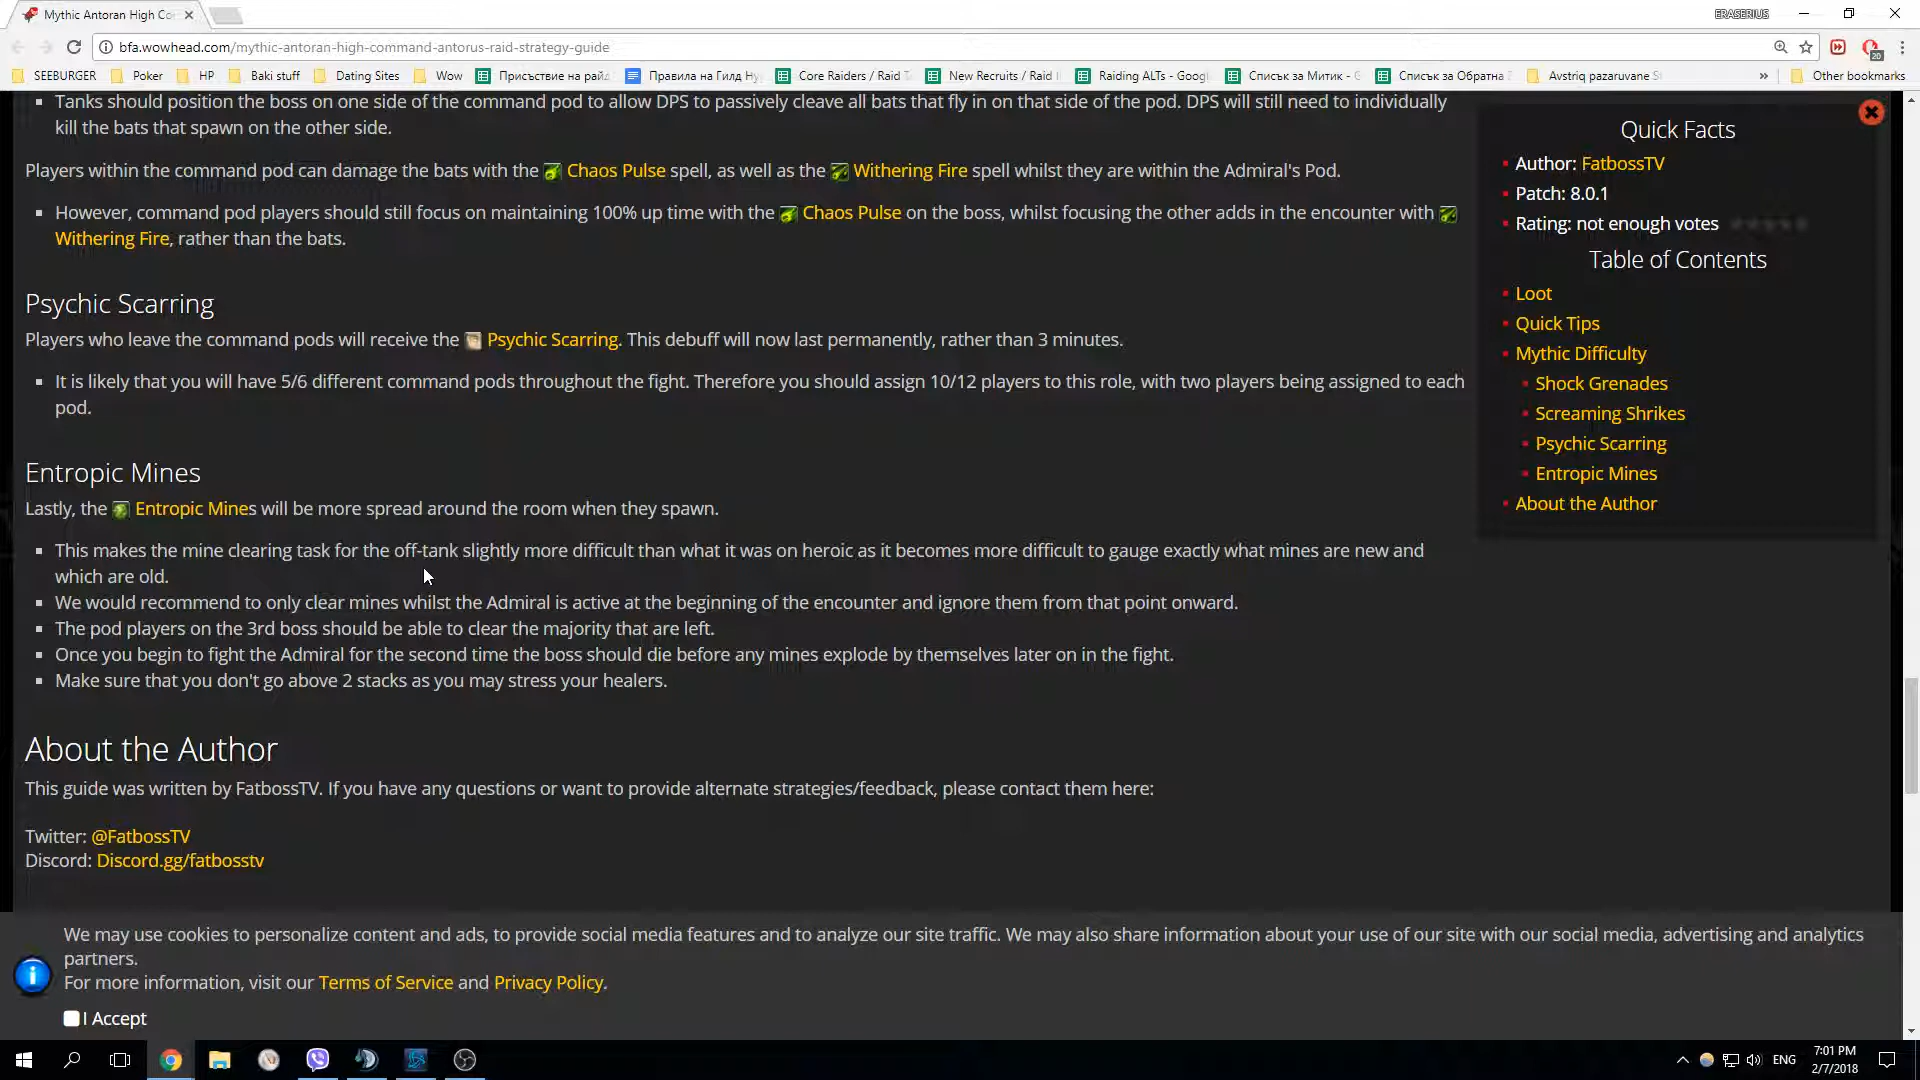 Mythic Antoran High Co
ERASERIUS
bfa.wowhead.com/mythic-antoran-high-command-antorus-raid-strategy-guide
20
SEEBURGER Poker HP Baki stuff Dating Sites Wow Присъствие на рай Правила на Гилд Ну Core Raiders / Raid T New Recruits / Raid Raiding ALTs - Googl Списък за Митик - G Списък за Обратна Avstriq pazaruvane S » Other bookmarks
Tanks should position the boss on one side of the command pod to allow DPS to passively cleave all bats that fly in on that side of the pod. DPS will still need to individually
kill the bats that spawn on the other side.
Players within the command pod can damage the bats with the Chaos Pulse spell, as well as the Withering Fire spell whilst they are within the Admiral's Pod.
However, command pod players should still focus on maintaining 100% up time with the Chaos Pulse on the boss, whilst focusing the other adds in the encounter with
Withering Fire, rather than the bats.
Psychic Scarring
Players who leave the command pods will receive the Psychic Scarring. This debuff will now last permanently, rather than 3 minutes.
It is likely that you will have 5/6 different command pods throughout the fight. Therefore you should assign 10/12 players to this role, with two players being assigned to each
pod.
Entropic Mines
Lastly, the Entropic Mines will be more spread around the room when they spawn.
This makes the mine clearing task for the off-tank slightly more difficult than what it was on heroic as it becomes more difficult to gauge exactly what mines are new and
which are old.
We would recommend to only clear mines whilst the Admiral is active at the beginning of the encounter and ignore them from that point onward.
The pod players on the 3rd boss should be able to clear the majority that are left.
Once you begin to fight the Admiral for the second time the boss should die before any mines explode by themselves later on in the fight.
Make sure that you don't go above 2 stacks as you may stress your healers.
About the Author
This guide was written by FatbossTV. If you have any questions or want to provide alternate strategies/feedback, please contact them here:
Twitter: @FatbossTV
Discord: Discord.gg/fatbosstv
Quick Facts
Author: FatbossTV
Patch: 8.0.1
Rating: not enough votes
Table of Contents
Loot
Quick Tips
Mythic Difficulty
Shock Grenades
Screaming Shrikes
Psychic Scarring
Entropic Mines
About the Author
We may use cookies to personalize content and ads, to provide social media features and to analyze our site traffic. We may also share information about your use of our site with our social media, advertising and analytics
partners.
For more information, visit our Terms of Service and Privacy Policy.
I Accept
ENG
7:01 PM
2/7/2018